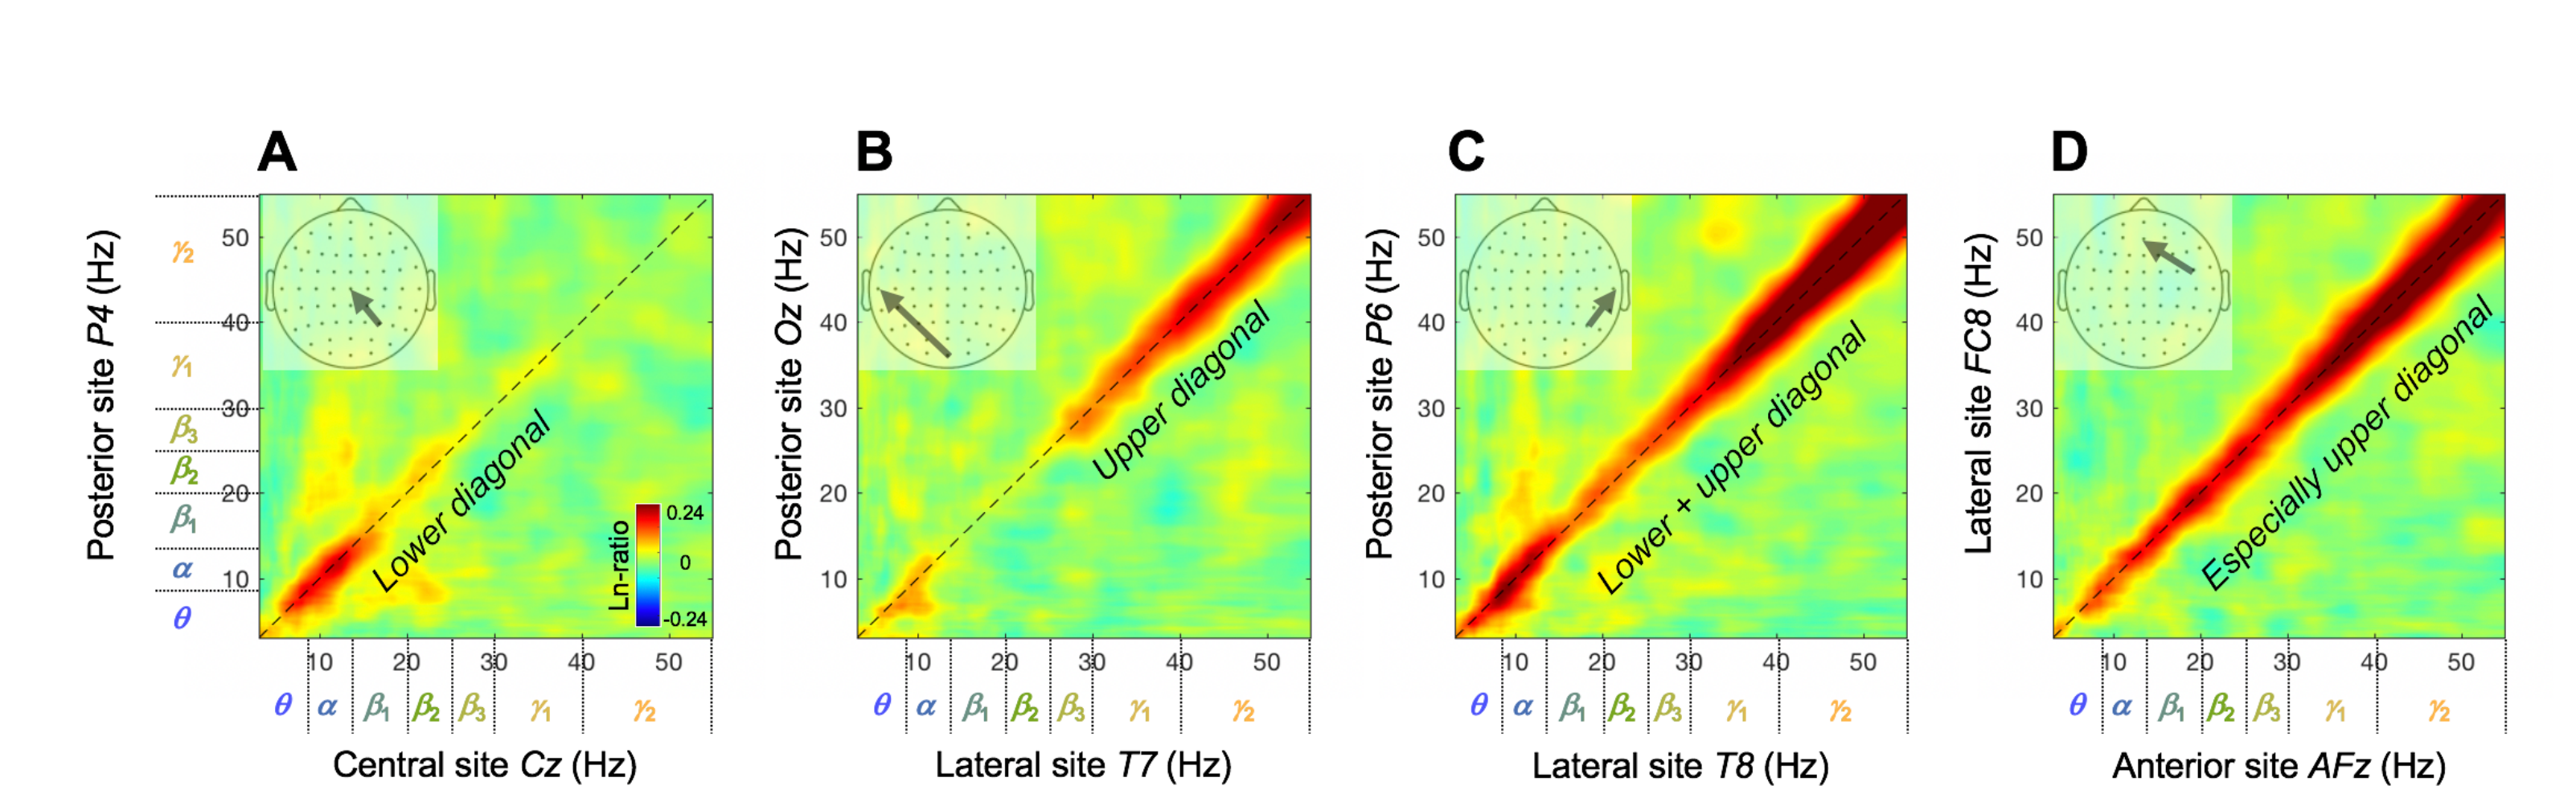 A
Posterior site P4 (Hz)
γ2
γ1
β3
β2
β1
α
θ
50
40
30
20
10
Lower diagonal
Ln-ratio
0.24
0
-0.24
10 20 30 40 50
θ α β1 β2 β3 γ1 γ2
Central site Cz (Hz)
B
Posterior site Oz (Hz)
50
40
30
20
10
Upper diagonal
10 20 30 40 50
θ α β1 β2 β3 γ1 γ2
Lateral site T7 (Hz)
C
Posterior site P6 (Hz)
50
40
30
20
10
Lower + upper diagonal
10 20 30 40 50
θ α β1 β2 β3 γ1 γ2
Lateral site T8 (Hz)
D
Lateral site FC8 (Hz)
50
40
30
20
10
Especially upper diagonal
10 20 30 40 50
θ α β1 β2 β3 γ1 γ2
Anterior site AFz (Hz)